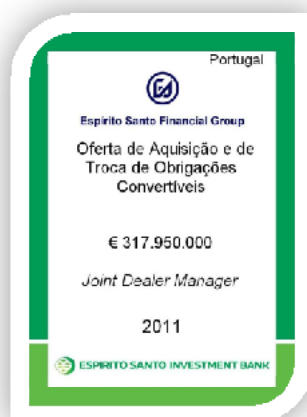 Portugal
Espírito Santo Financial Group
Oferta de Aquisição e de
Troca de Obrigações
Convertíveis
€ 317.950.000
Joint Dealer Manager
2011
ESPIRITO SANTO INVESTMENT BANK